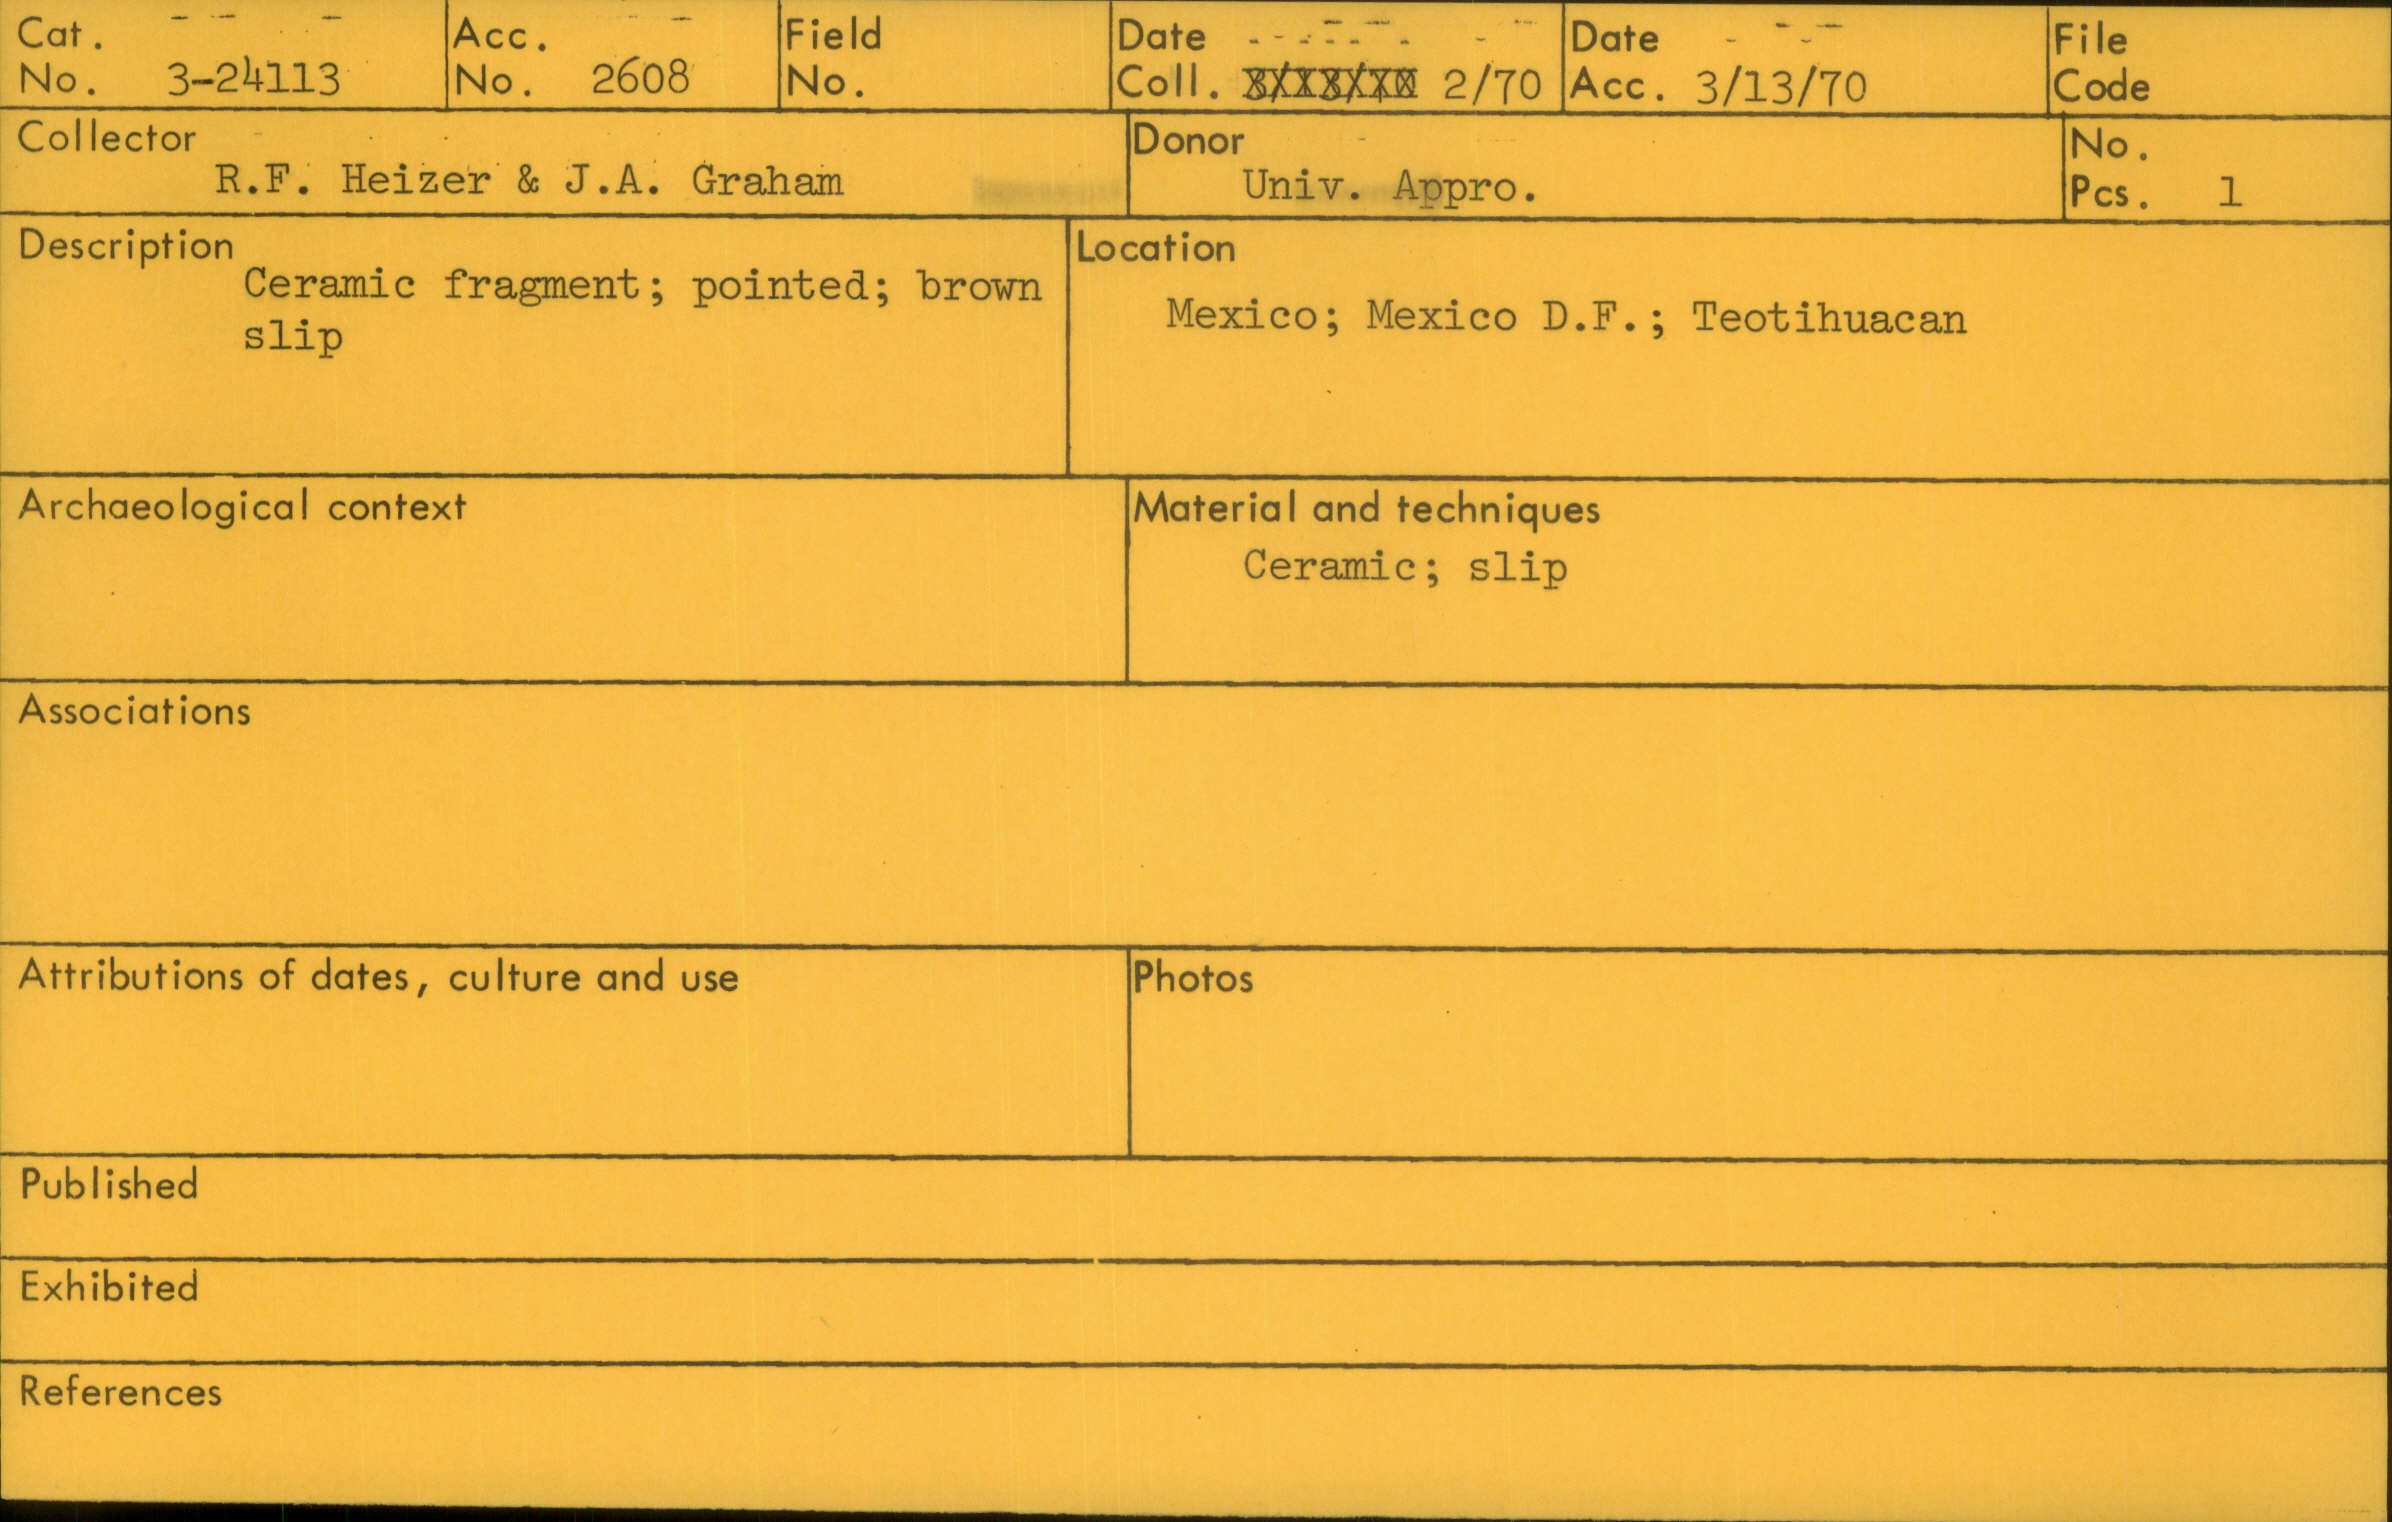 Cat. No. 3-24113
Acc. No. 2608
Field No.
Date Coll. 3/13/70 2/70
Date Acc. 3/13/70
File Code
Collector
R.F. Heizer & J.A. Graham
Donor
Univ. Appro.
No. Pcs. 1
Description
Ceramic fragment; pointed; brown
slip
Location
Mexico; Mexico D.F.; Teotihuacan
Archaeological context
Material and techniques
Ceramic; slip
Associations
Attributions of dates, culture and use
Photos
Published
Exhibited
References